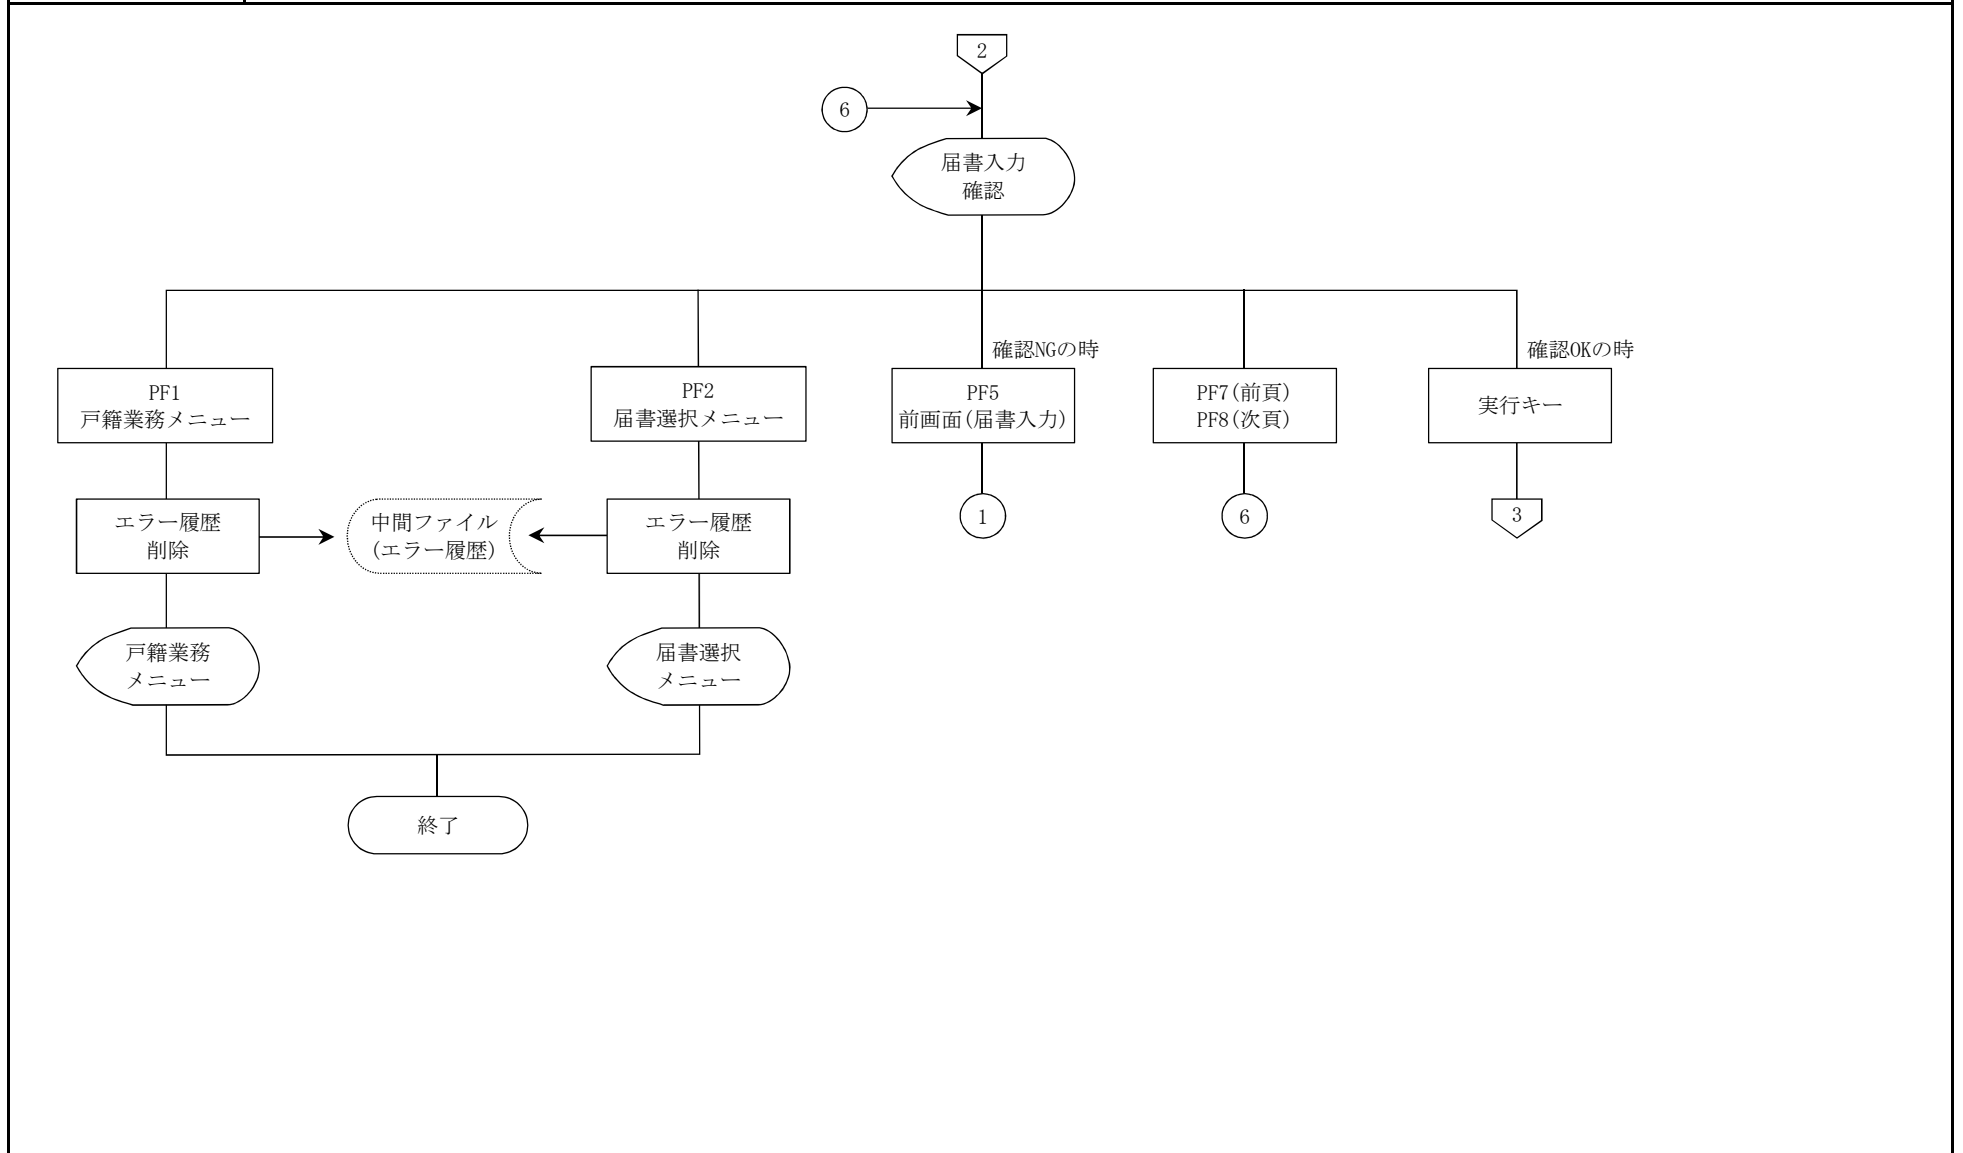 2
6
届書入力
確認
確認NGの時
確認OKの時
PF1
戸籍業務メニュー
PF2
届書選択メニュー
PF5
前画面(届書入力)
PF7(前頁)
PF8(次頁)
実行キー
エラー履歴
削除
中間ファイル
(エラー履歴)
エラー履歴
削除
1
6
3
戸籍業務
メニュー
届書選択
メニュー
終了